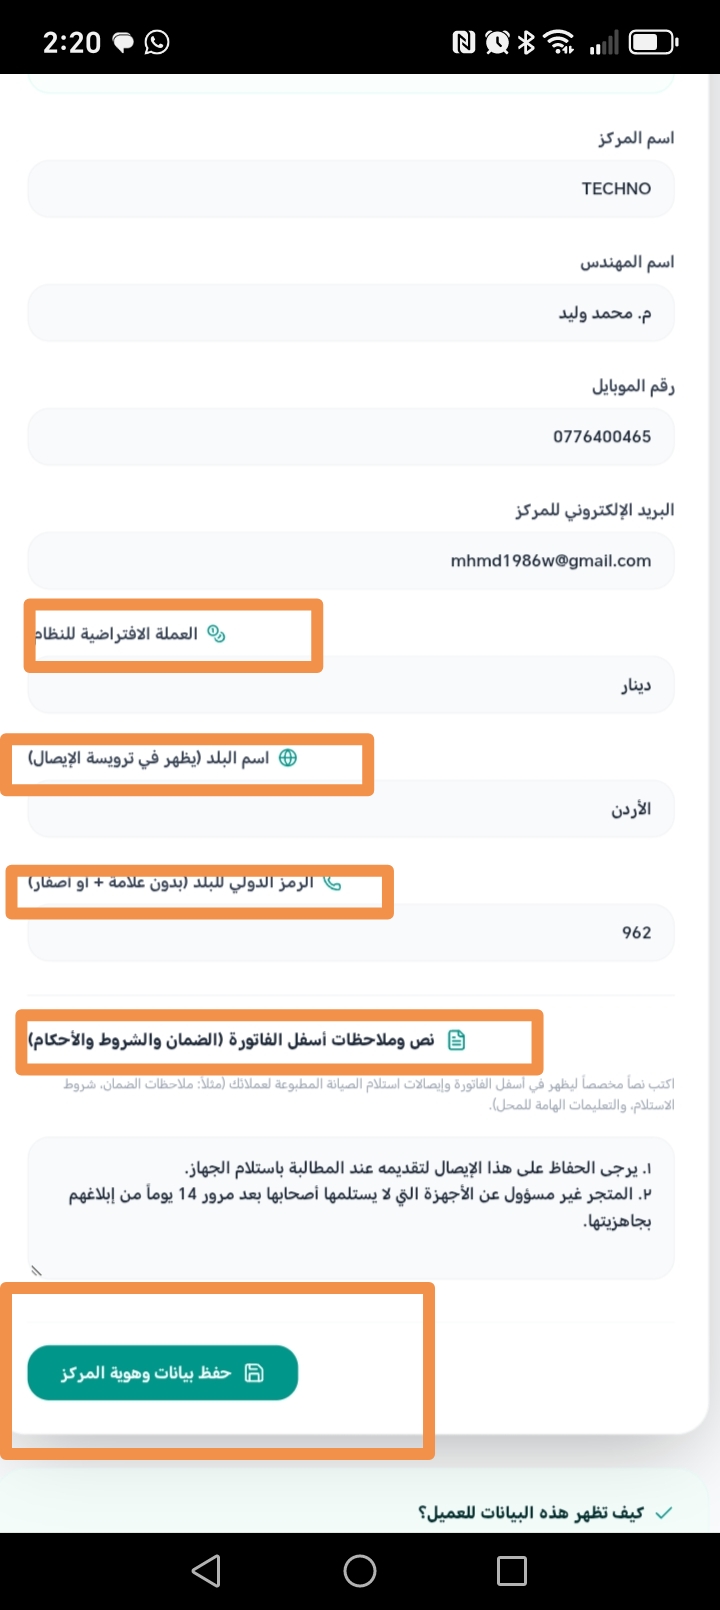 2:20
اسم المركز
TECHNO
اسم المهندس
م. محمد وليد
رقم الموبايل
0776400465
البريد الإلكتروني للمركز
mhmd1986w@gmail.com
العملة الافتراضية للنظام
دينار
اسم البلد (يظهر في ترويسة الإيصال)
الأردن
الرمز الدولي للبلد (بدون علامة + أو أصفار)
962
نص وملاحظات أسفل الفاتورة (الضمان والشروط والأحكام)
اكتب نصاً مخصصاً ليظهر في أسفل الفاتورة وإيصالات استلام الصيانة المطبوعة لعملائك (مثلاً: ملاحظات الضمان، شروط
الاستلام، والتعليمات الهامة للمحل).
١. يرجى الحفاظ على هذا الإيصال لتقديمه عند المطالبة باستلام الجهاز.
٢. المتجر غير مسؤول عن الأجهزة التي لا يستلمها أصحابها بعد مرور 14 يوماً من إبلاغهم
بجاهزيتها.
حفظ بيانات وهوية المركز
كيف تظهر هذه البيانات للعميل؟